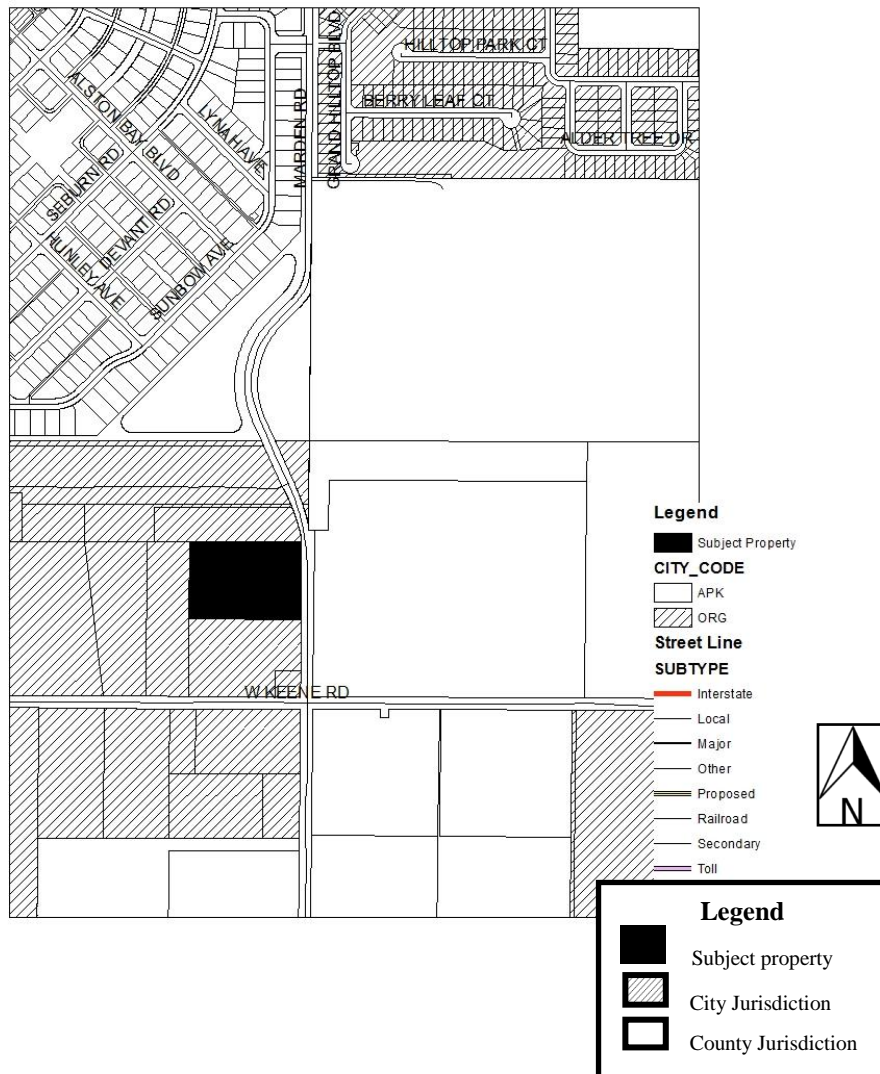 HILLTOP PARK CT
BERRY LEAF CT
ALDER TREE DR
GRAND HILLTOP BLVD
MARDEN RD
ALSTON BAY BLVD
LYNAH AVE
SEBURN RD
DEVANT RD
HUNLEY AVE
SUNBOW AVE
W KEENE RD
Legend
Subject Property
CITY_CODE
APK
ORG
Street Line
SUBTYPE
Interstate
Local
Major
Other
Proposed
Railroad
Secondary
Toll
N
Legend
Subject property
City Jurisdiction
County Jurisdiction